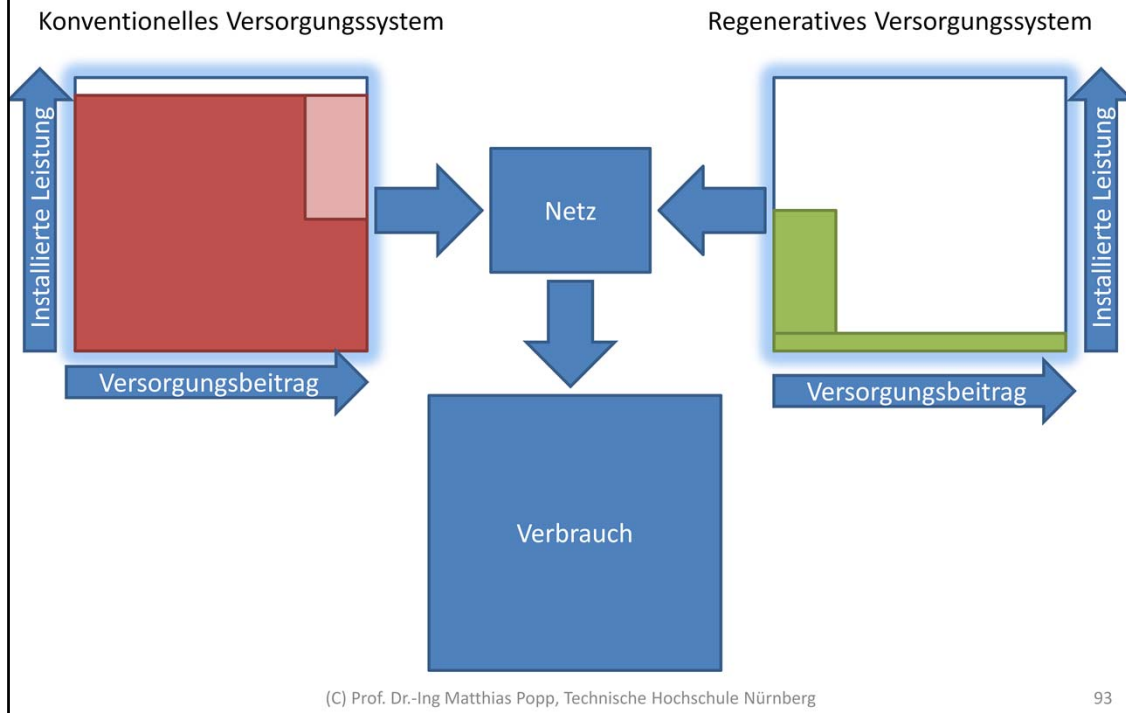 Konventionelles Versorgungssystem
Regeneratives Versorgungssystem
Installierte Leistung
Versorgungsbeitrag
Netz
Verbrauch
Installierte Leistung
Versorgungsbeitrag
(C) Prof. Dr.-Ing Matthias Popp, Technische Hochschule Nürnberg
93